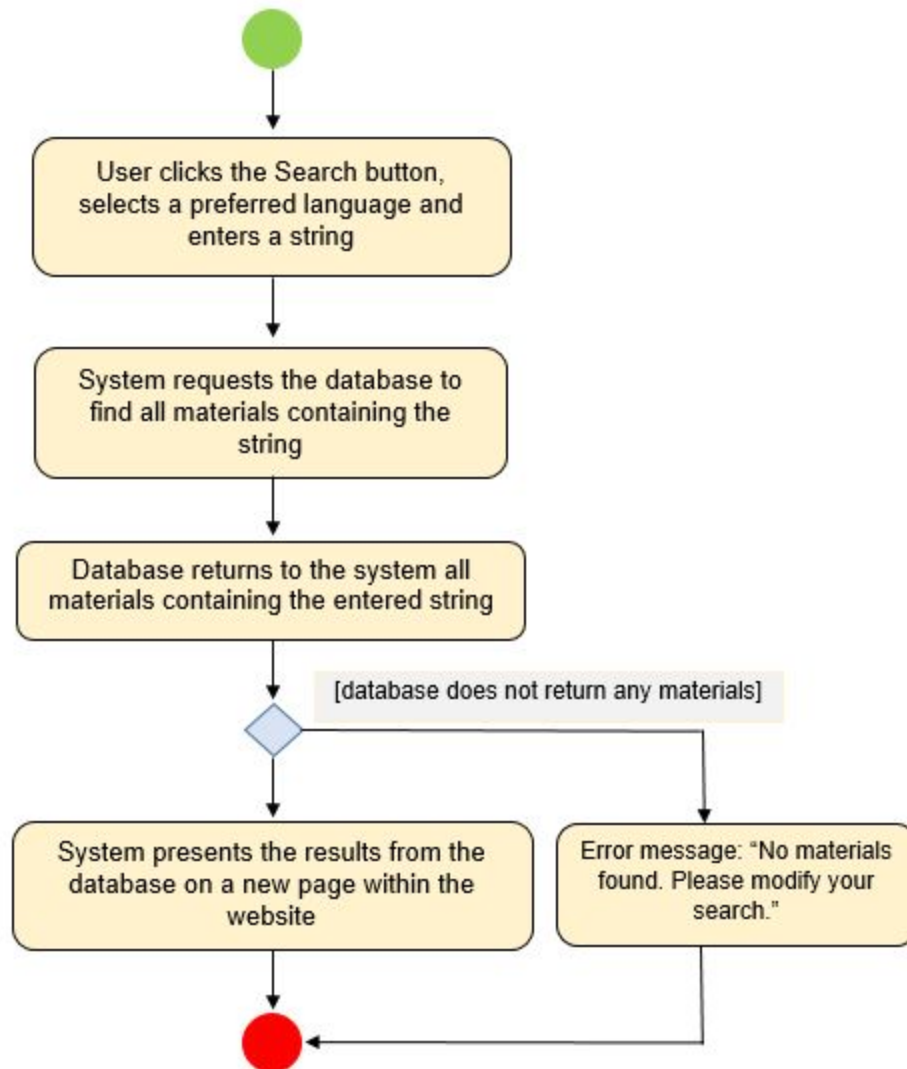 User clicks the Search button,
selects a preferred language and
enters a string
System requests the database to
find all materials containing the
string
Database returns to the system all
materials containing the entered string
[database does not return any materials]
System presents the results from the
database on a new page within the
website
Error message: “No materials
found. Please modify your
search.”